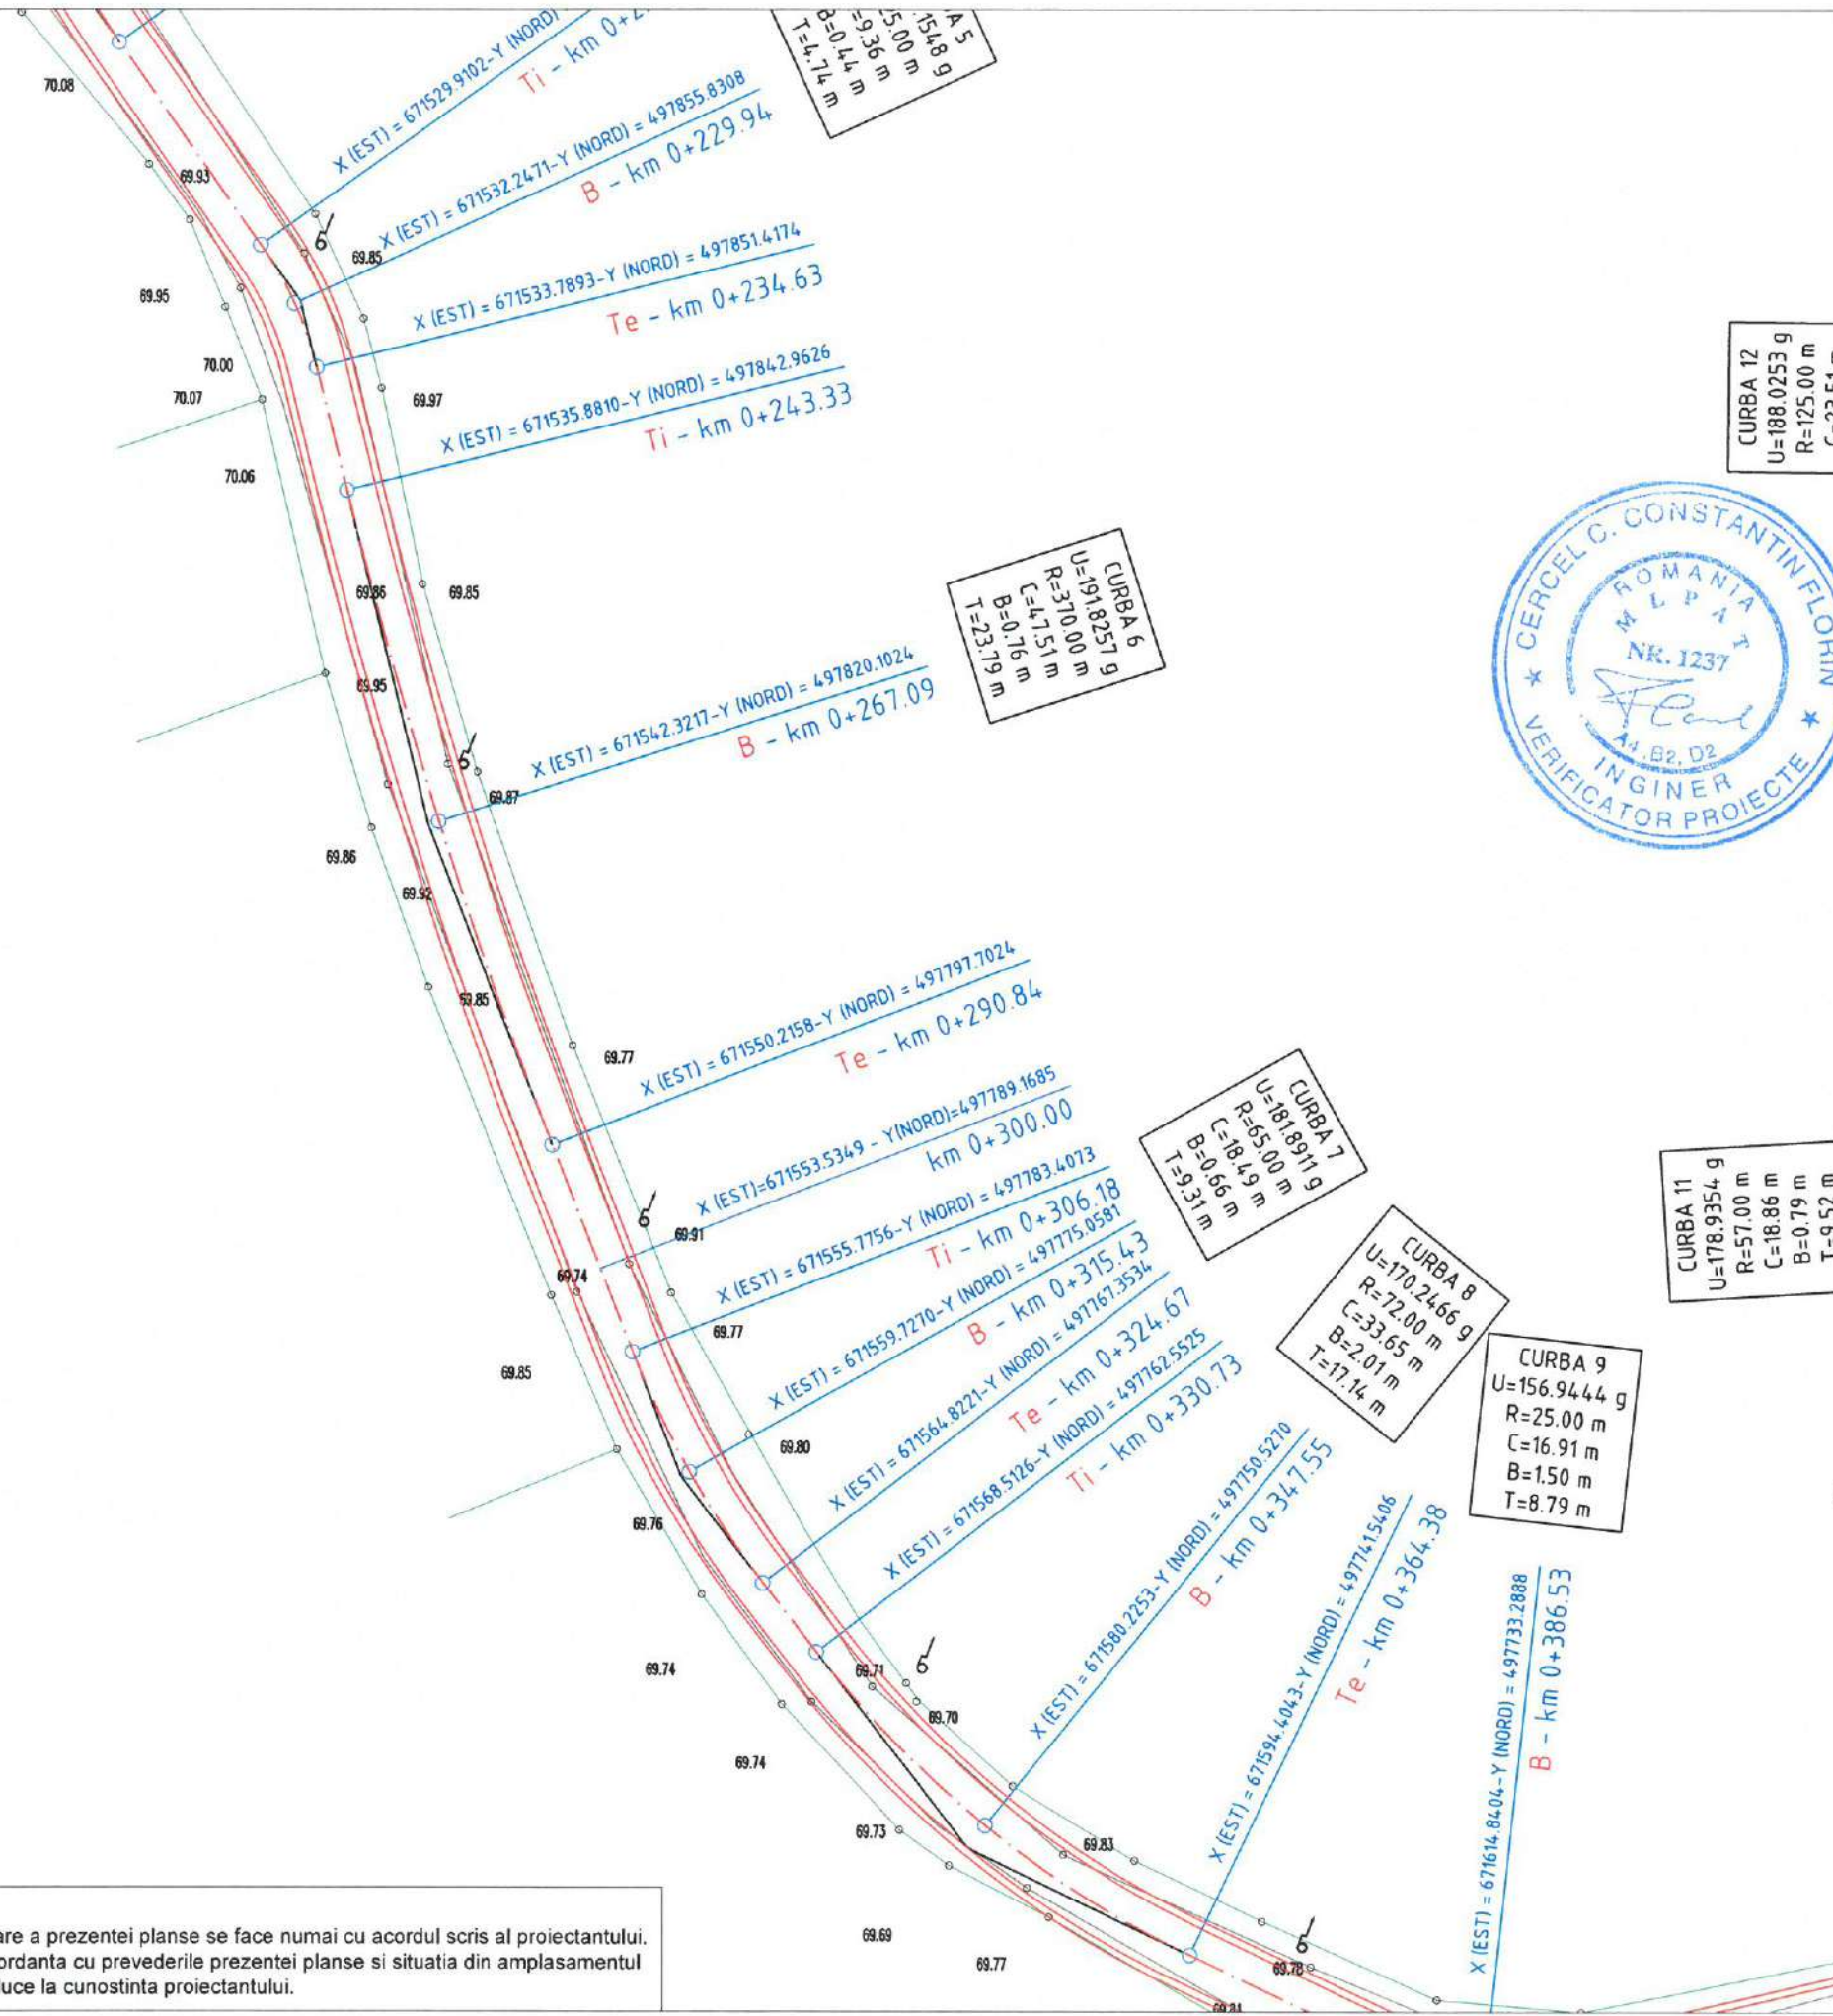 X (EST) = 671529.9102-Y (NORD)
Ti - km 0+2
A 5
.1548 g
5.00 m
=9.36 m
B=0.44 m
T=4.74 m
X (EST) = 671532.2471-Y (NORD) = 497855.8308
B - km 0+229.94
X (EST) = 671533.7893-Y (NORD) = 497851.4174
Te - km 0+234.63
X (EST) = 671535.8810-Y (NORD) = 497842.9626
Ti - km 0+243.33
70.08
69.93
69.85
69.95
70.00
70.07
69.97
70.06
69.86
69.85
CURBA 12
U=188.0253 g
R=125.00 m
CERCEL C. CONSTANTIN FLORIN
ROMANIA
M L P A T
NR. 1237
A4, B2, D2
INGINER
VERIFICATOR PROIECTE
CURBA 6
U=191.8257 g
R=370.00 m
C=47.51 m
B=0.76 m
T=23.79 m
69.95
X (EST) = 671542.3217-Y (NORD) = 497820.1024
B - km 0+267.09
69.87
69.86
69.92
69.85
69.77
X (EST) = 671550.2158-Y (NORD) = 497797.7024
Te - km 0+290.84
X (EST)=671553.5349 - Y(NORD)=497789.1685
km 0+300.00
X (EST) = 671555.7756-Y (NORD) = 497783.4073
Ti - km 0+306.18
X (EST) = 671559.7270-Y (NORD) = 497775.0581
B - km 0+315.43
X (EST) = 671564.8221-Y (NORD) = 497767.3534
Te - km 0+324.67
X (EST) = 671568.5126-Y (NORD) = 497762.5525
Ti - km 0+330.73
CURBA 7
U=181.8911 g
R=65.00 m
C=18.49 m
B=0.66 m
T=9.31 m
CURBA 8
U=170.2466 g
R=72.00 m
C=33.65 m
B=2.01 m
T=17.14 m
CURBA 9
U=156.9444 g
R=25.00 m
C=16.91 m
B=1.50 m
T=8.79 m
CURBA 11
U=178.9354 g
R=57.00 m
C=18.86 m
B=0.79 m
T=9.52 m
69.91
69.74
69.77
69.85
69.80
69.76
X (EST) = 671580.2253-Y (NORD) = 497750.5270
B - km 0+347.55
X (EST) = 671594.4043-Y (NORD) = 497741.5406
Te - km 0+364.38
X (EST) = 671614.8404-Y (NORD) = 497733.2888
B - km 0+386.53
69.74
69.71
69.70
69.74
69.73
69.83
69.69
69.77
69.78
69.81
are a prezentei planse se face numai cu acordul scris al proiectantului.
ordanta cu prevederile prezentei planse si situatia din amplasamentul
luce la cunostinta proiectantului.